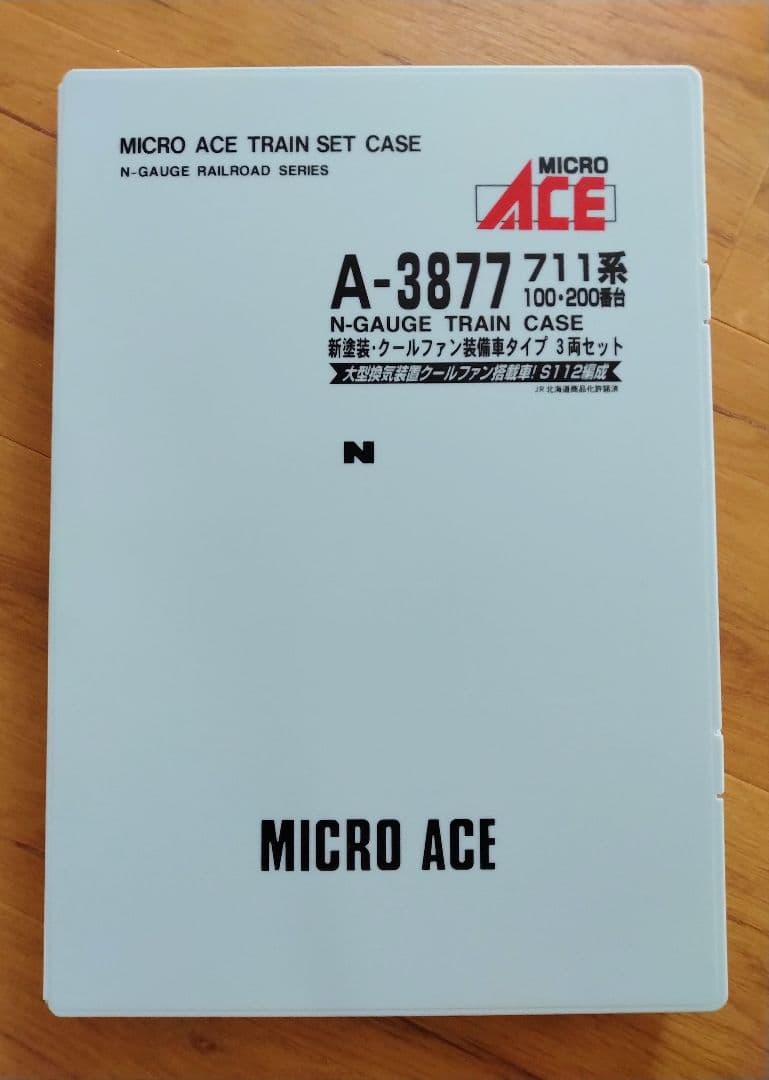 MICRO ACE TRAIN SET CASE
N-GAUGE RAILROAD SERIES
MICRO
ACE
A-3877 711系
100・200番台
N-GAUGE TRAIN CASE
新塗装・クールファン装備車タイプ 3両セット
大型換気装置クールファン搭載車! S112編成
JR北海道商品化許諾済
N
MICRO ACE